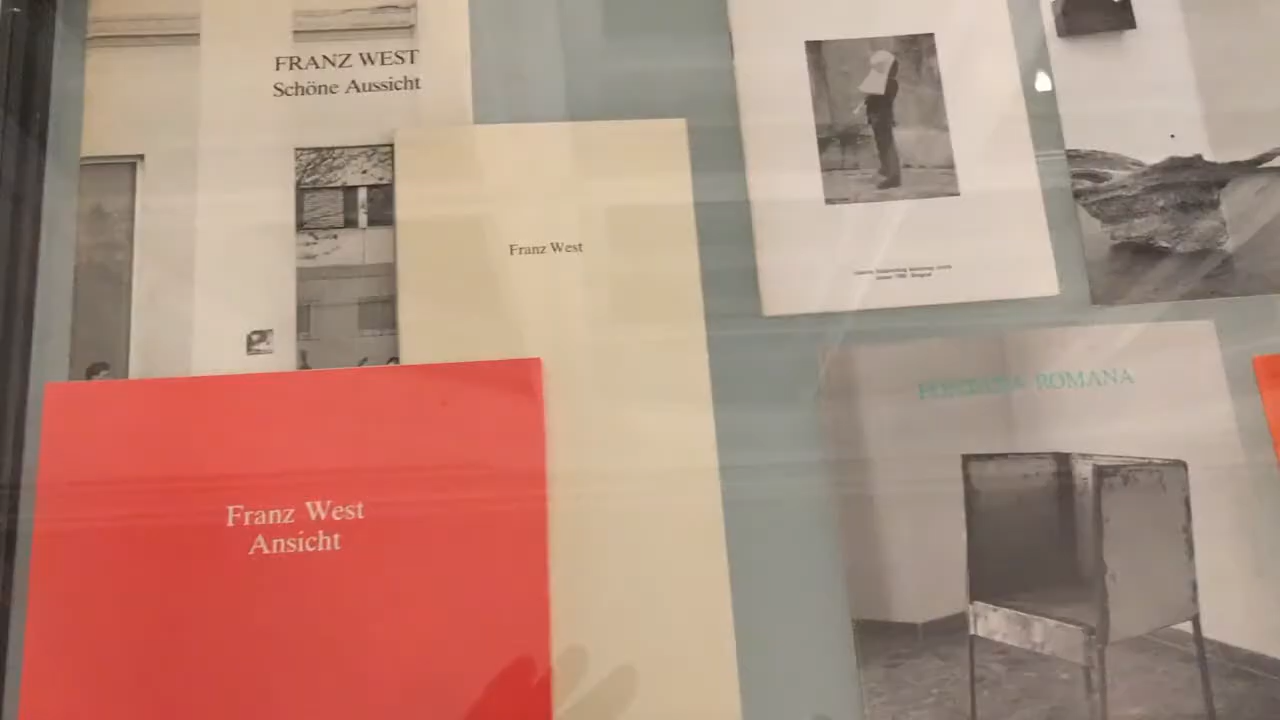 FRANZ WEST
Schöne Aussicht
Franz West
Franz West
Ansicht
ROMANA